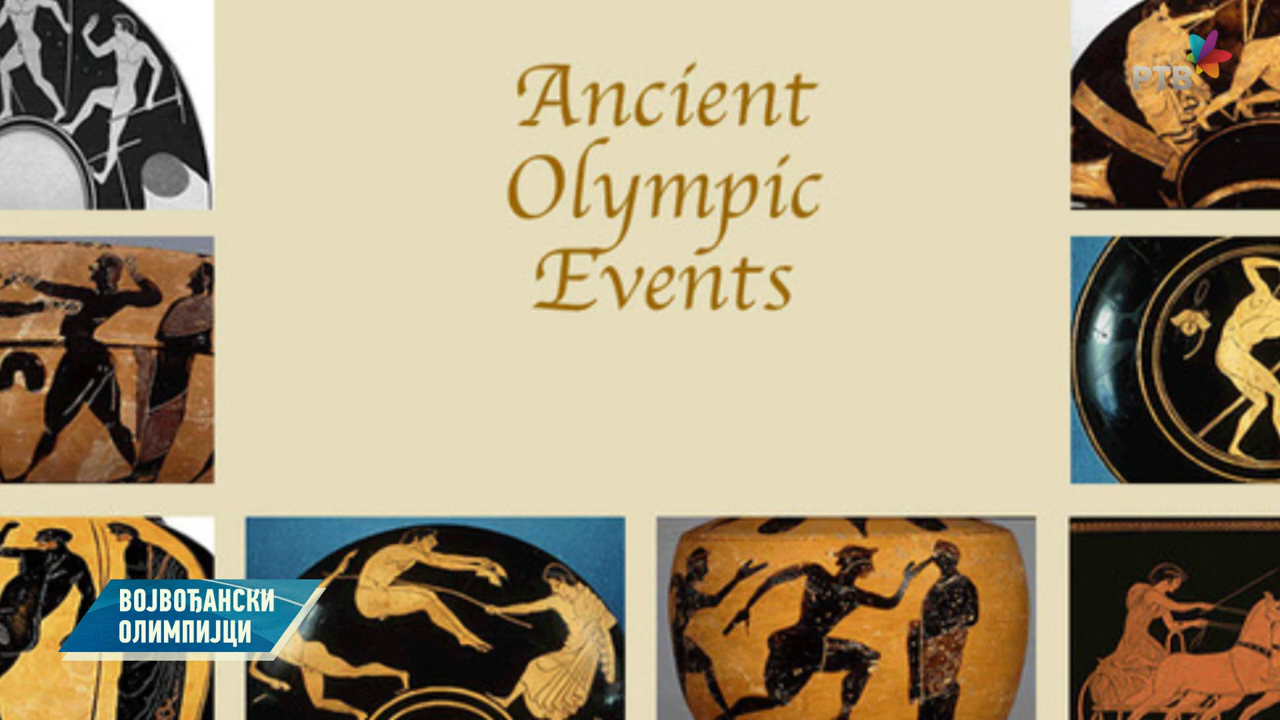 Ancient
Olympic
Events
РТВ
ВОЈВОЂАНСКИ
ОЛИМПИЈЦИ